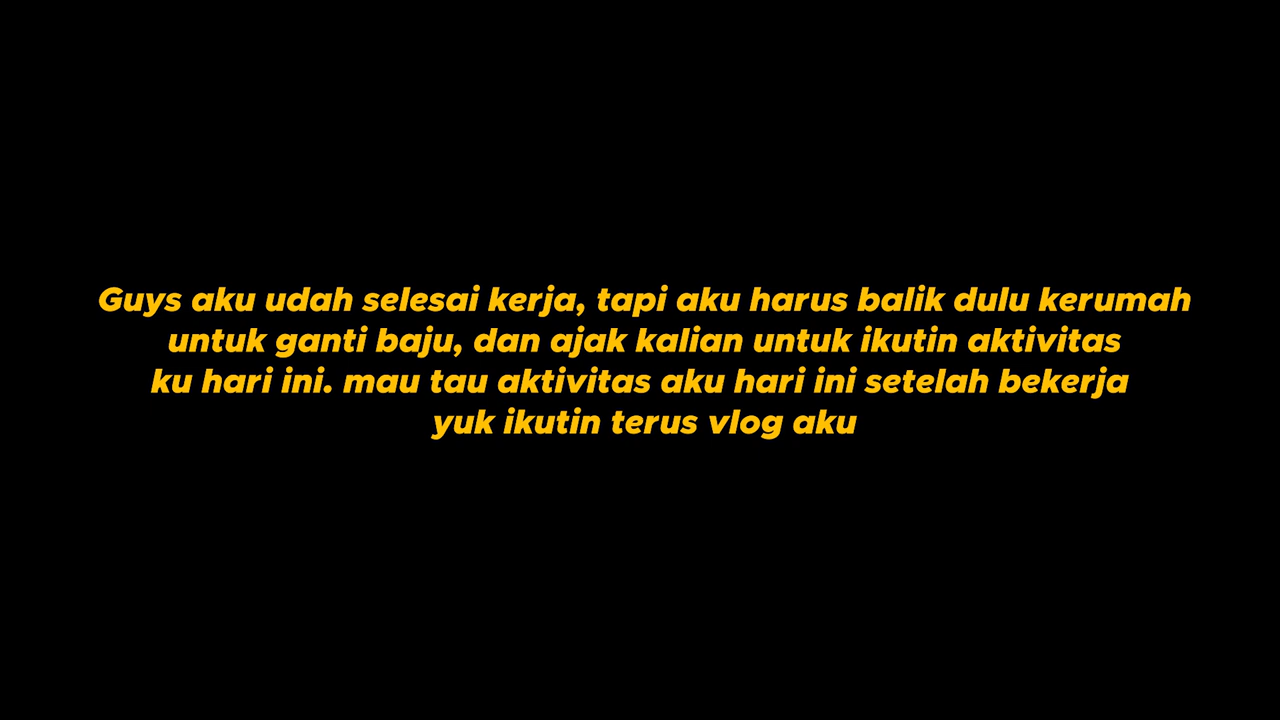 Guys aku udah selesai kerja, tapi aku harus balik dulu kerumah
untuk ganti baju, dan ajak kalian untuk ikutin aktivitas
ku hari ini. mau tau aktivitas aku hari ini setelah bekerja
yuk ikutin terus vlog aku